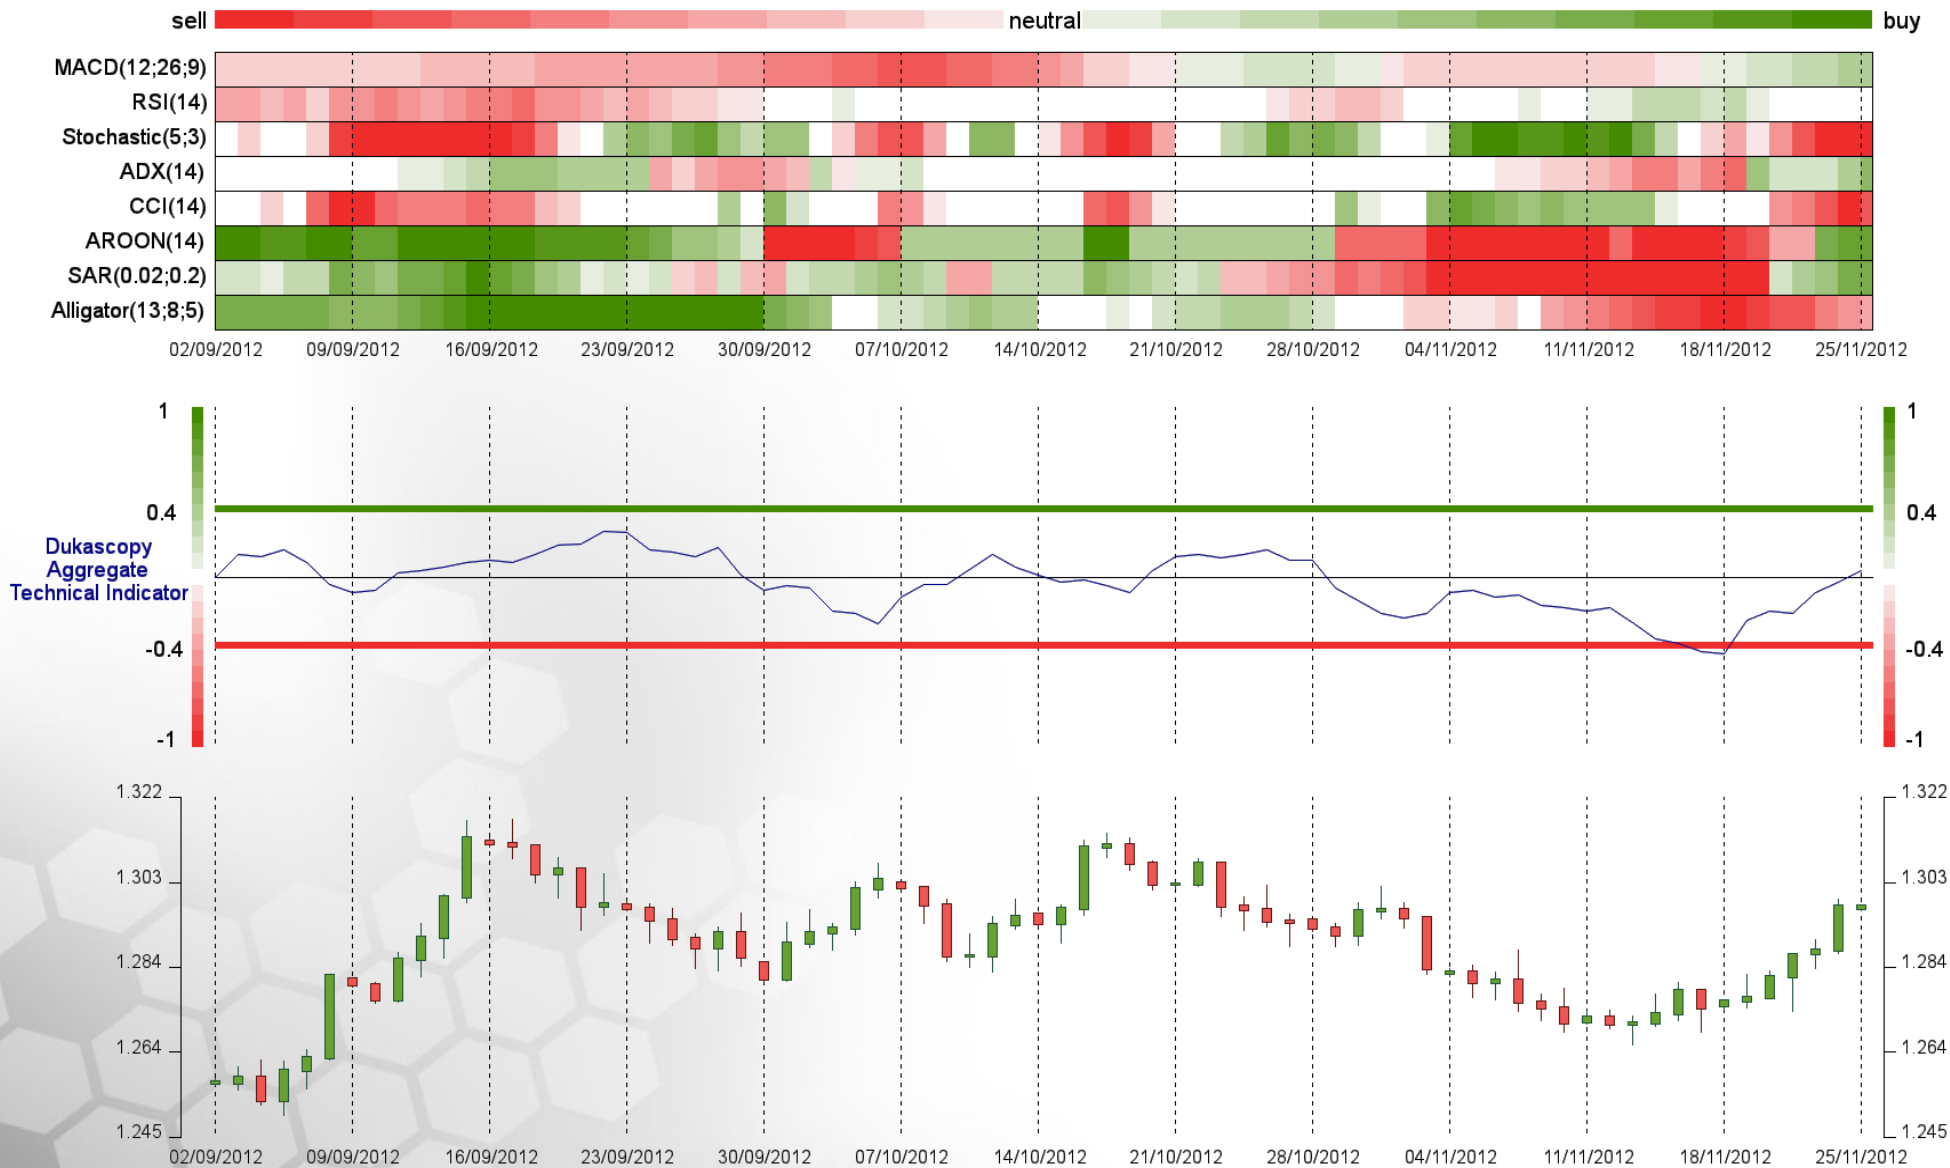 sell neutral buy
MACD(12;26;9)
RSI(14)
Stochastic(5;3)
ADX(14)
CCI(14)
AROON(14)
SAR(0.02;0.2)
Alligator(13;8;5)
02/09/2012 09/09/2012 16/09/2012 23/09/2012 30/09/2012 07/10/2012 14/10/2012 21/10/2012 28/10/2012 04/11/2012 11/11/2012 18/11/2012 25/11/2012
1 1
0.4 0.4
Dukascopy
Aggregate
Technical Indicator
-0.4 -0.4
-1 -1
1.322 1.322
1.303 1.303
1.284 1.284
1.264 1.264
1.245 1.245
02/09/2012 09/09/2012 16/09/2012 23/09/2012 30/09/2012 07/10/2012 14/10/2012 21/10/2012 28/10/2012 04/11/2012 11/11/2012 18/11/2012 25/11/2012